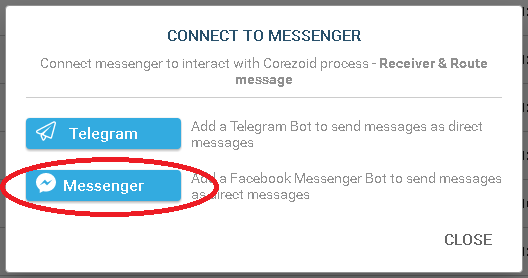 CONNECT TO MESSENGER
Connect messenger to interact with Corezoid process - Receiver & Route
message
Telegram
Add a Telegram Bot to send messages as direct
messages
Messenger
Add a Facebook Messenger Bot to send messages
as direct messages
CLOSE